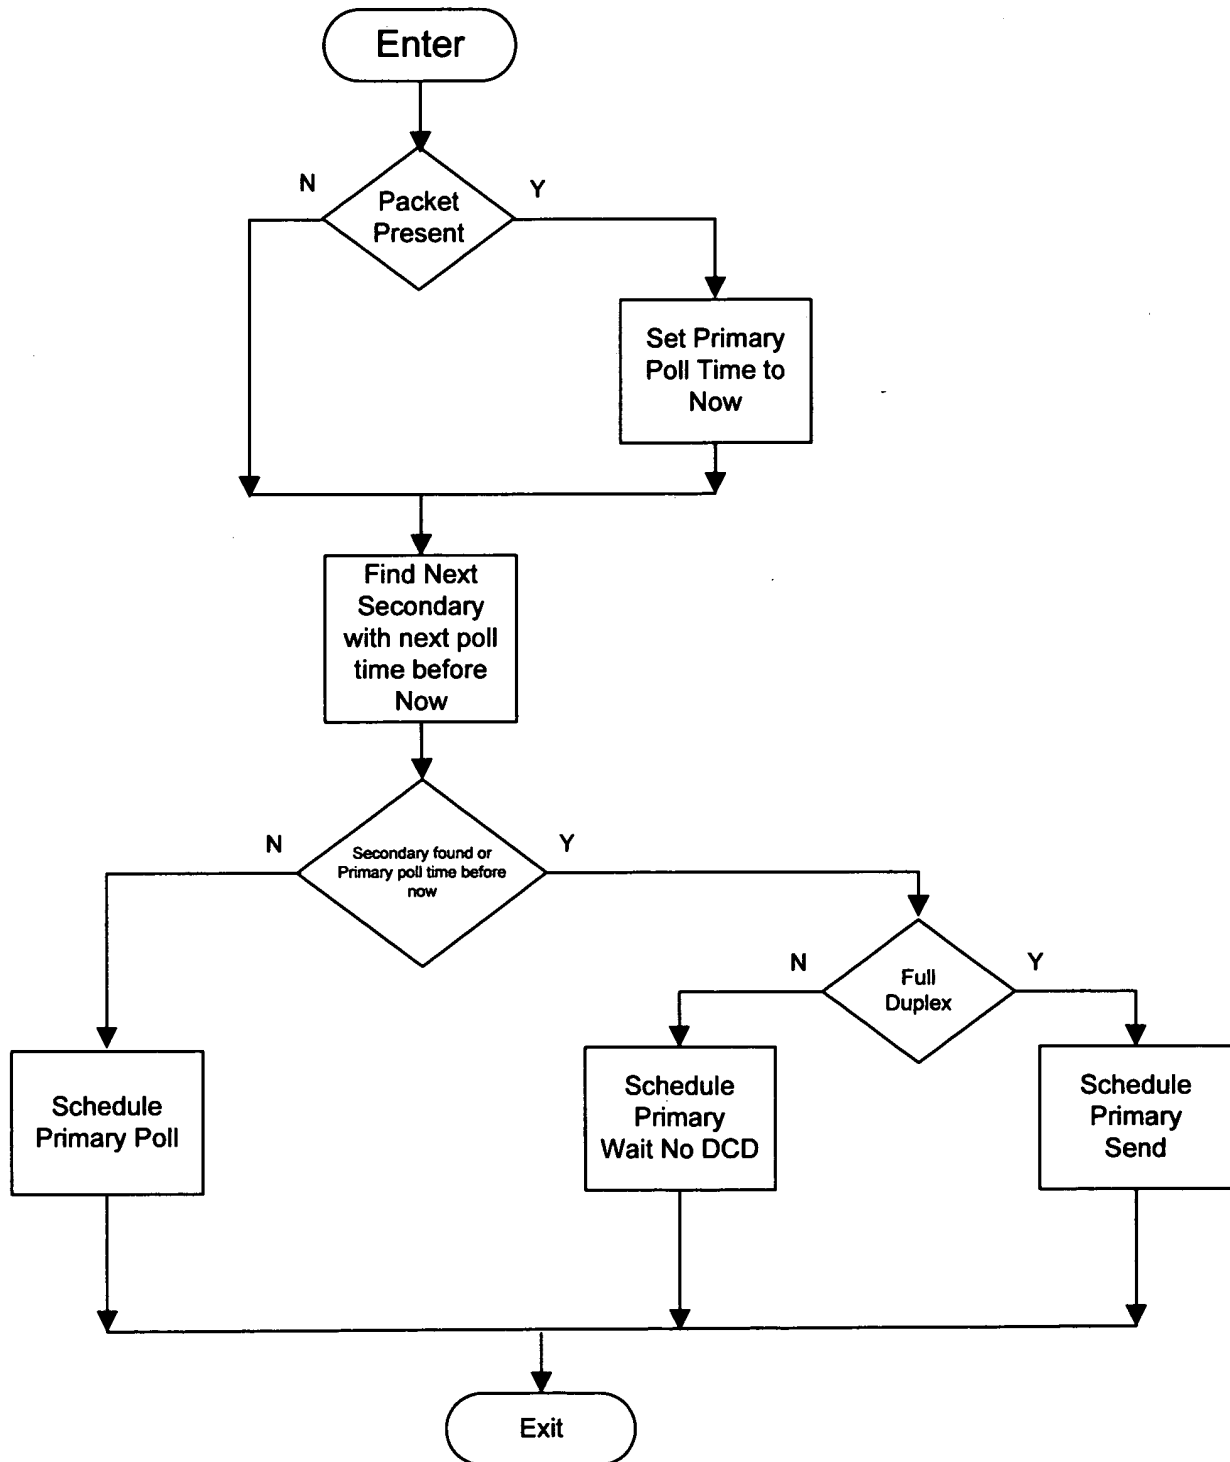 Enter
N
Y
Packet
Present
Set Primary
Poll Time to
Now
Find Next
Secondary
with next poll
time before
Now
N
Y
Secondary found or
Primary poll time before
now
N
Y
Full
Duplex
Schedule
Primary Poll
Schedule
Primary
Wait No DCD
Schedule
Primary
Send
Exit